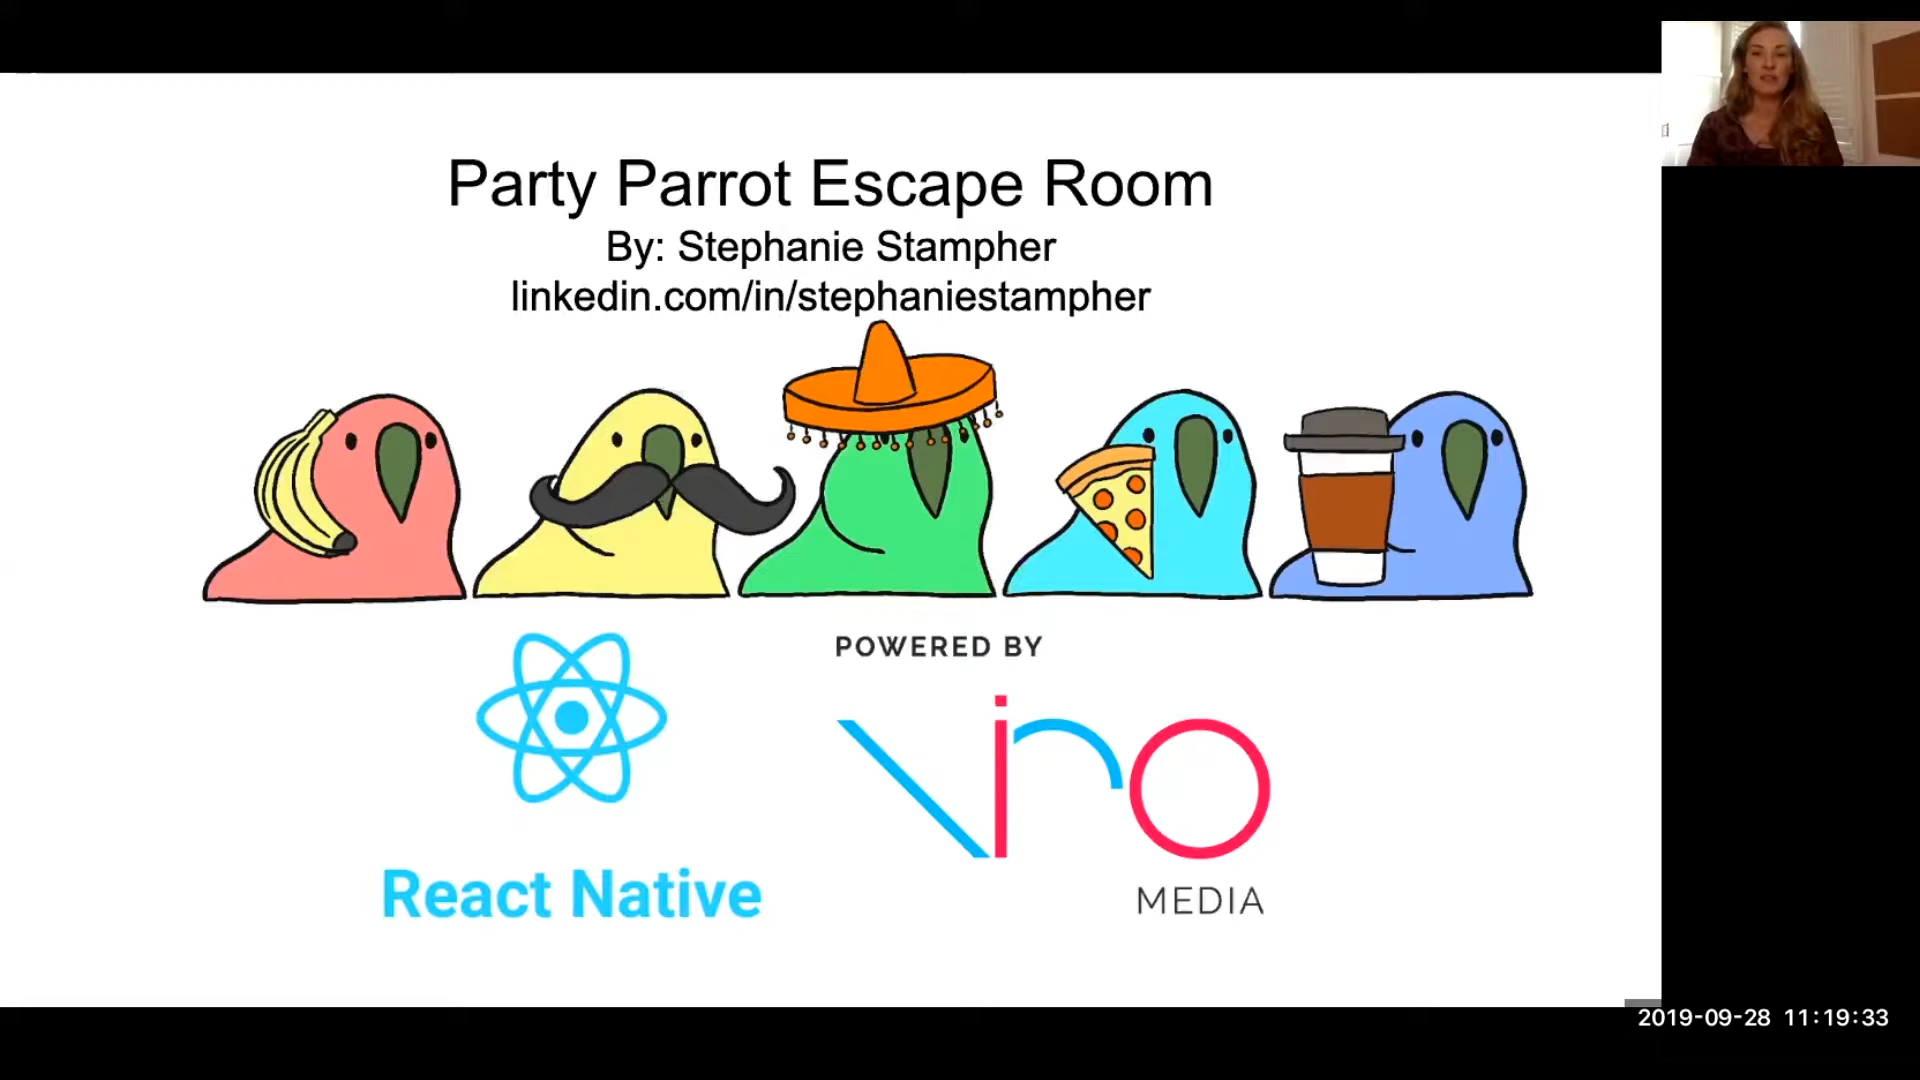 Party Parrot Escape Room
By: Stephanie Stampher
linkedin.com/in/stephaniestampher
POWERED BY
viro
React Native
MEDIA
2019-09-28 11:19:33